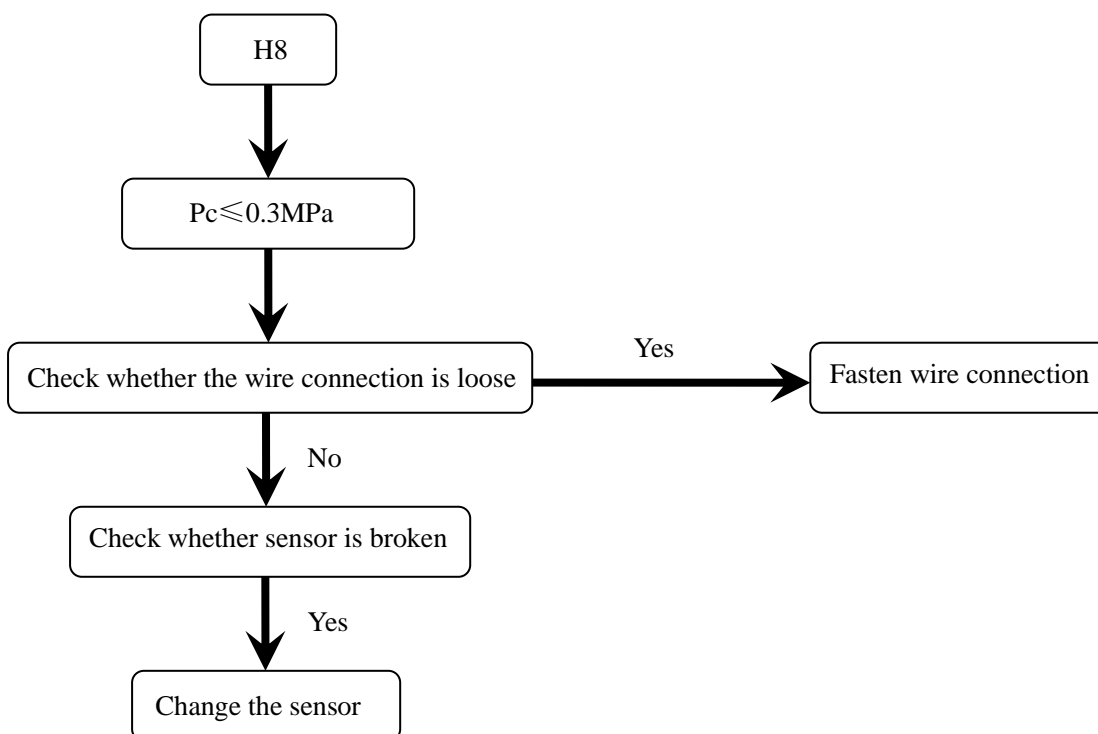 H8
Pc≤0.3MPa
Check whether the wire connection is loose
Yes
Fasten wire connection
No
Check whether sensor is broken
Yes
Change the sensor